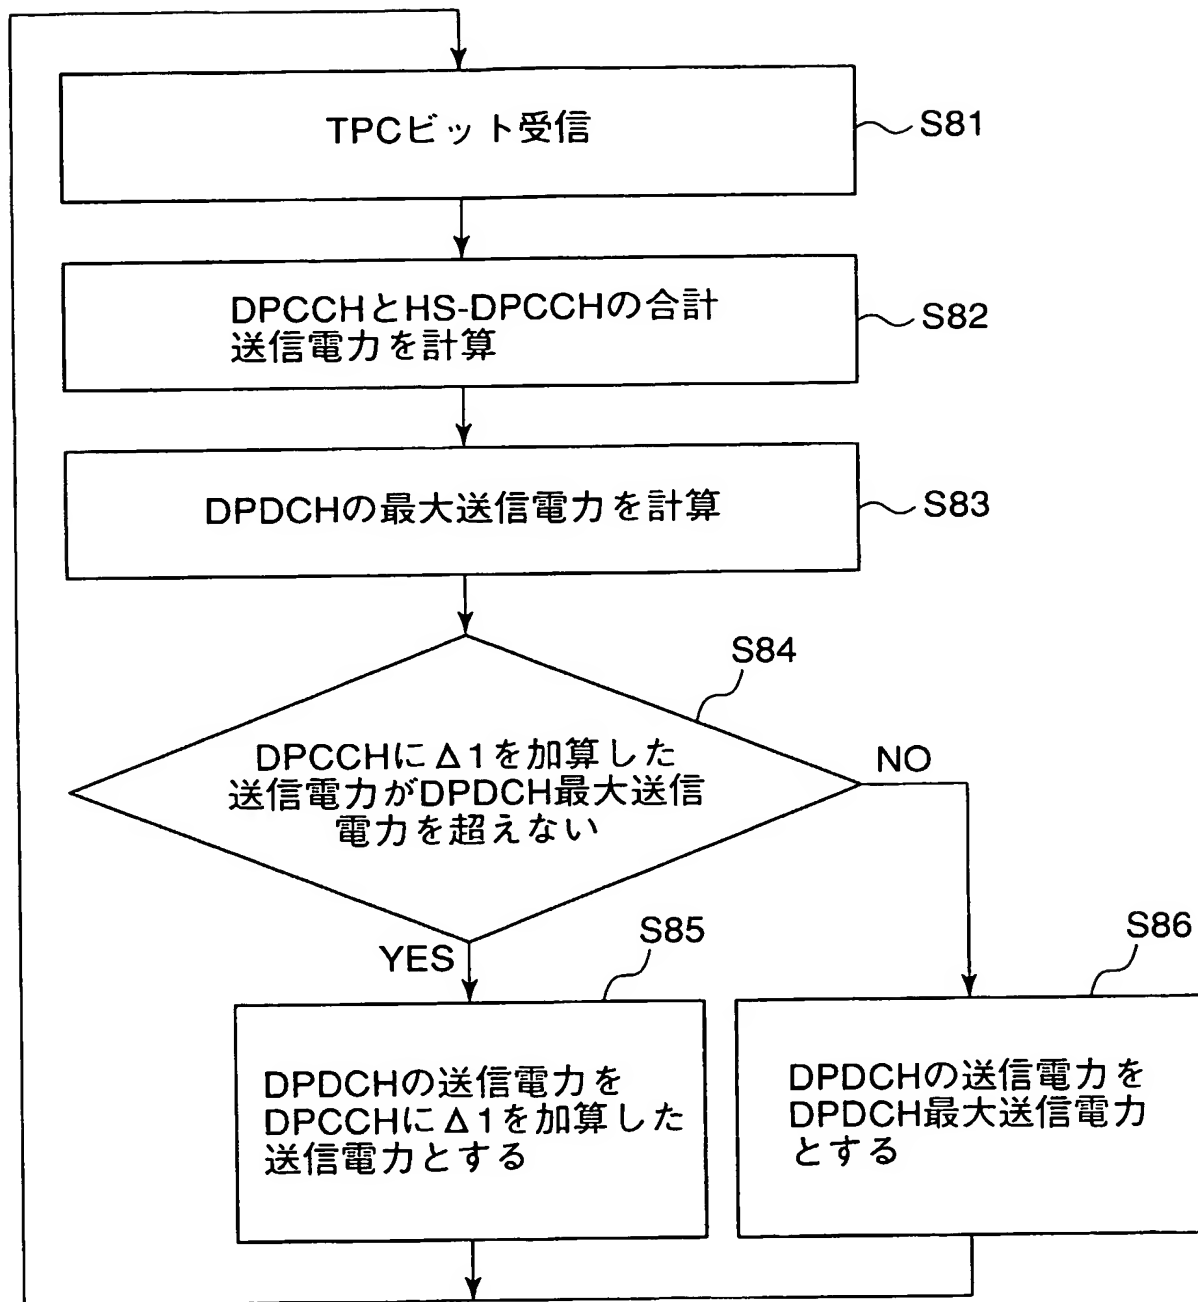 TPCビット受信
S81
DPCCHとHS-DPCCHの合計
送信電力を計算
S82
DPDCHの最大送信電力を計算
S83
S84
DPCCHにΔ1を加算した
送信電力がDPDCH最大送信
電力を超えない
NO
YES
S85
S86
DPDCHの送信電力を
DPCCHにΔ1を加算した
送信電力とする
DPDCHの送信電力を
DPDCH最大送信電力
とする